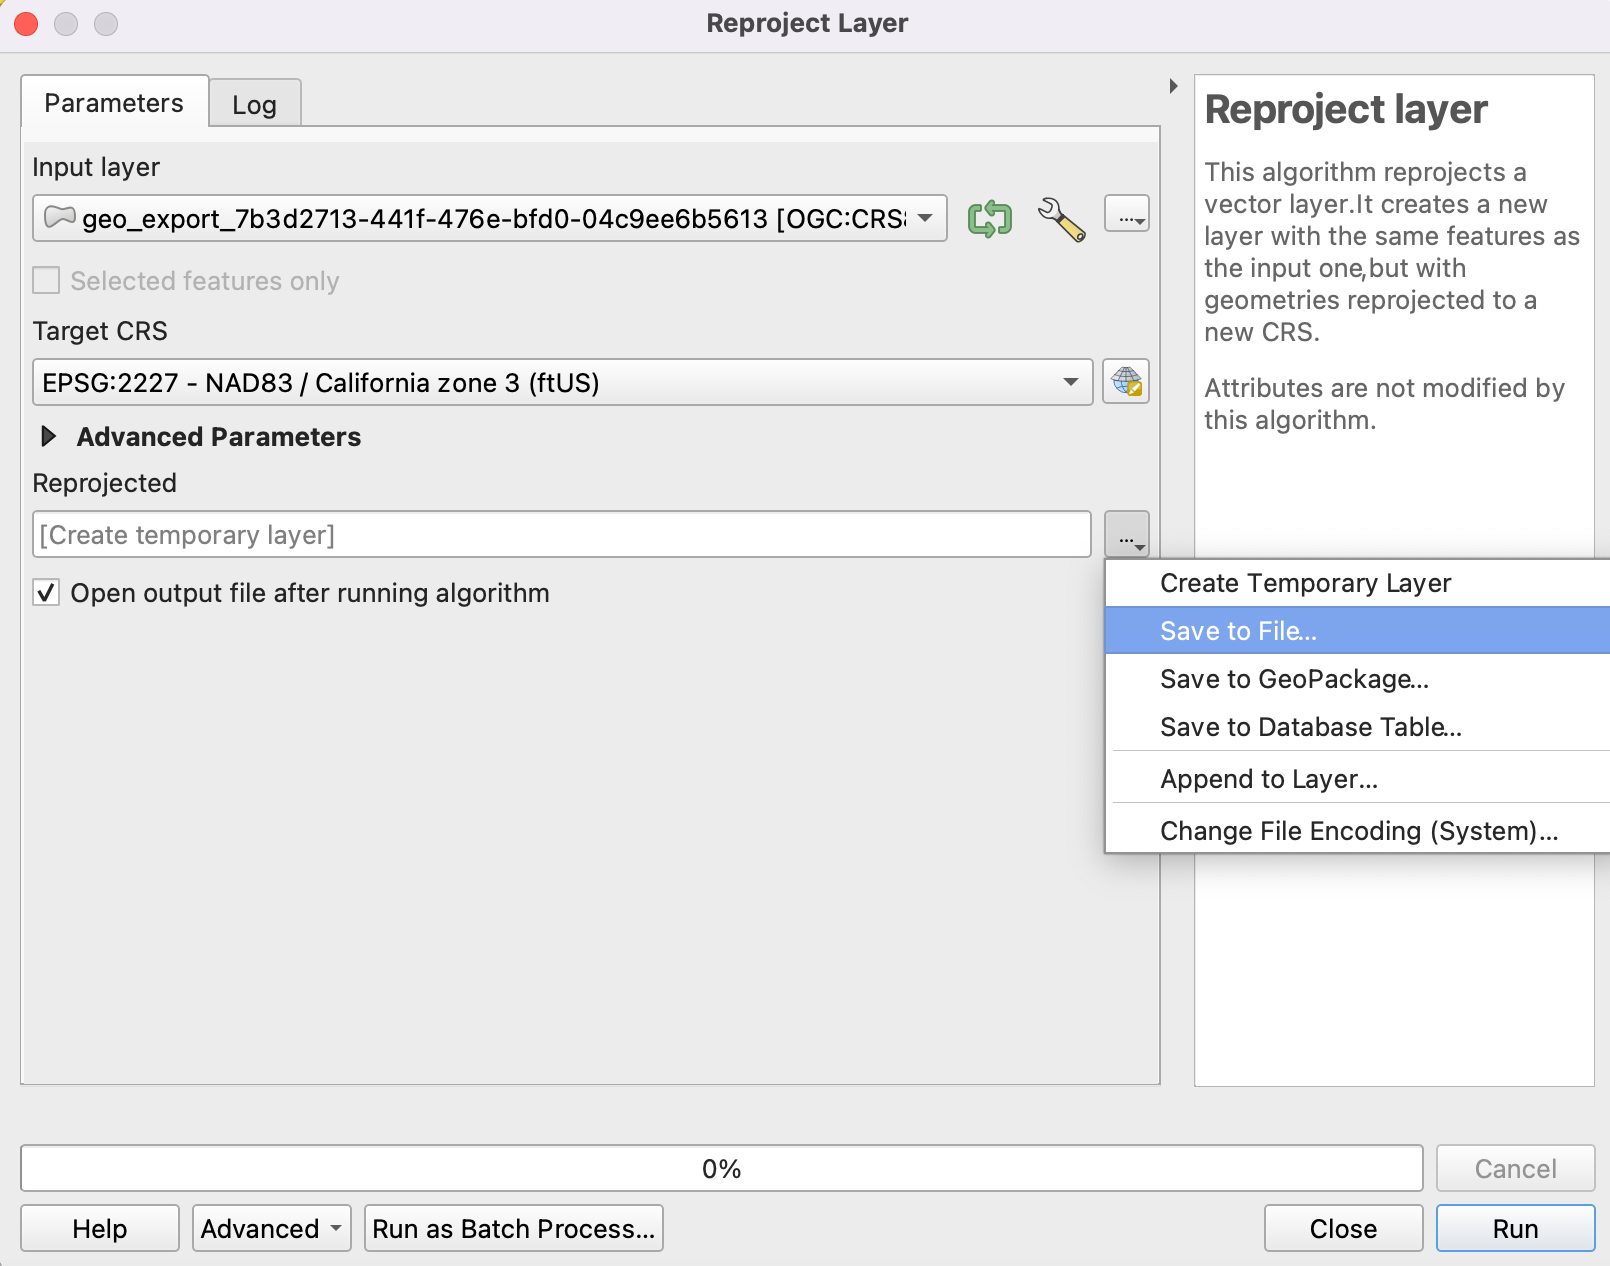 Reproject Layer
Parameters
Log
Input layer
geo_export_7b3d2713-441f-476e-bfd0-04c9ee6b5613 [OGC:CRS
...
Selected features only
Target CRS
EPSG:2227 - NAD83 / California zone 3 (ftUS)
Advanced Parameters
Reprojected
[Create temporary layer]
...
Open output file after running algorithm
Create Temporary Layer
Save to File...
Save to GeoPackage...
Save to Database Table...
Append to Layer...
Change File Encoding (System)...
Reproject layer
This algorithm reprojects a
vector layer.It creates a new
layer with the same features as
the input one,but with
geometries reprojected to a
new CRS.
Attributes are not modified by
this algorithm.
0%
Cancel
Help
Advanced
Run as Batch Process...
Close
Run